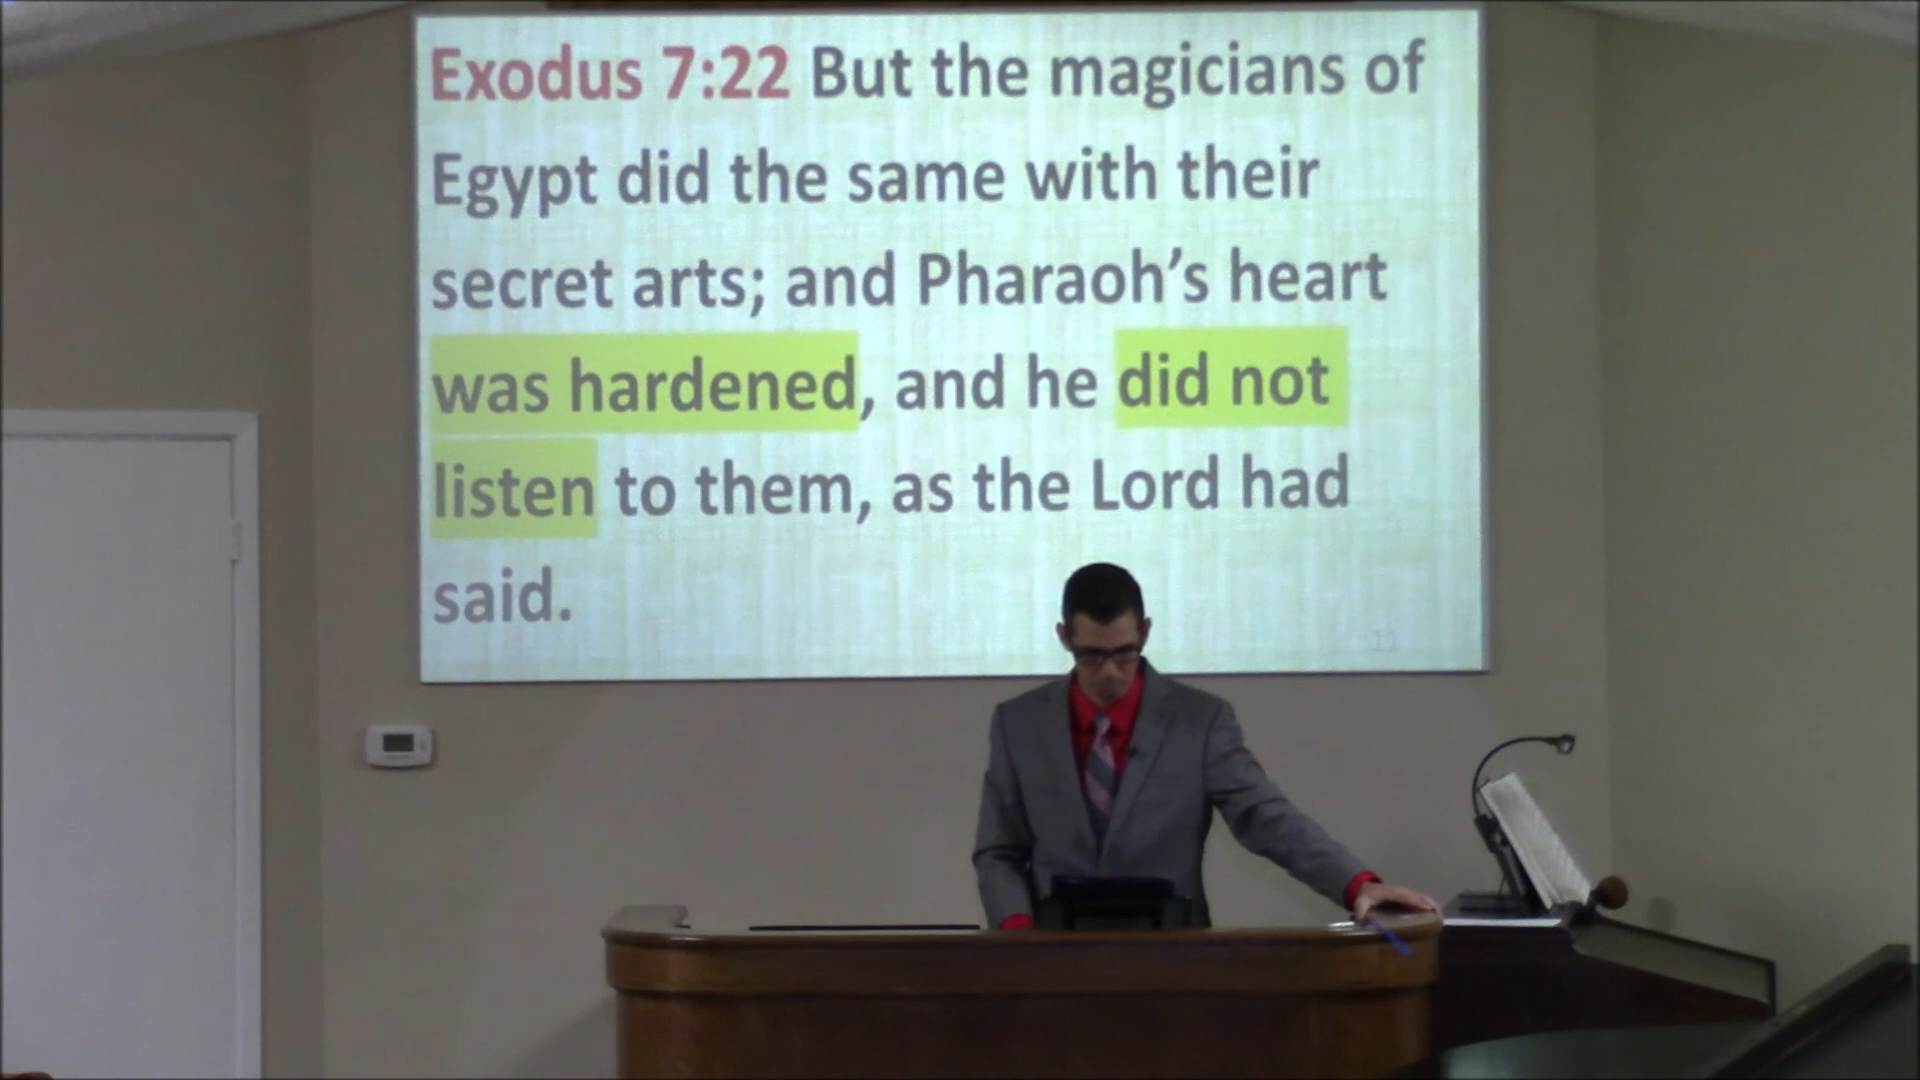 Exodus 7:22 But the magicians of
Egypt did the same with their
secret arts; and Pharaoh’s heart
was hardened, and he did not
listen to them, as the Lord had
said.
11